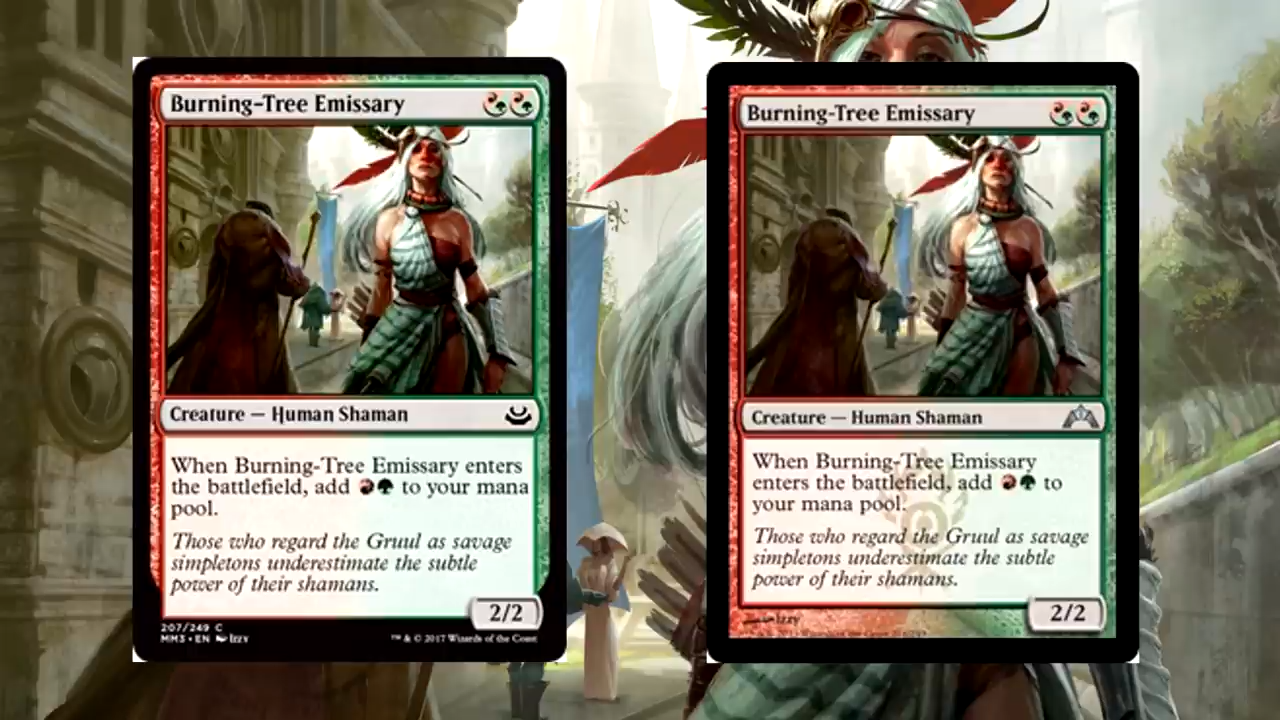 Burning-Tree Emissary
Creature — Human Shaman
When Burning-Tree Emissary enters
the battlefield, add to your mana
pool.
Those who regard the Gruul as savage
simpletons underestimate the subtle
power of their shamans.
2/2
207/249 C
MM3 • EN Izzy
™ & © 2017 Wizards of the Coast
Burning-Tree Emissary
Creature — Human Shaman
When Burning-Tree Emissary
enters the battlefield, add to
your mana pool.
Those who regard the Gruul as savage
simpletons underestimate the subtle
power of their shamans.
2/2
Izzy